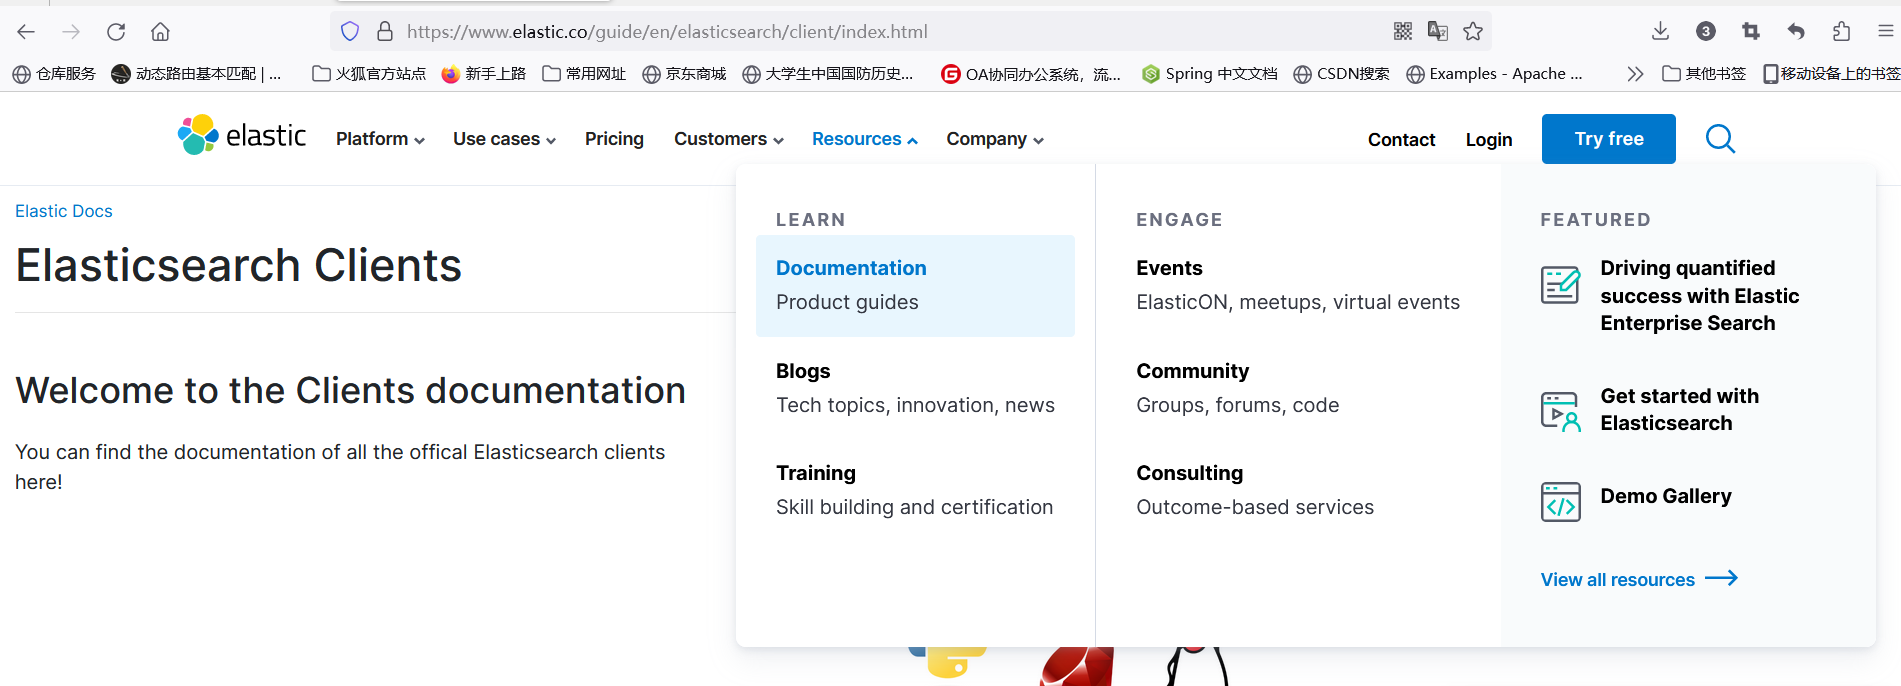 https://www.elastic.co/guide/en/elasticsearch/client/index.html
3
仓库服务 动态路由基本匹配 | ... 火狐官方站点 新手上路 常用网址 京东商城 大学生中国国防历史... OA协同办公系统，流... Spring 中文文档 CSDN搜索 Examples - Apache ... 其他书签 移动设备上的书签
elastic Platform Use cases Pricing Customers Resources Company Contact Login Try free
Elastic Docs
Elasticsearch Clients
Welcome to the Clients documentation
You can find the documentation of all the offical Elasticsearch clients
here!
LEARN
Documentation
Product guides
Blogs
Tech topics, innovation, news
Training
Skill building and certification
ENGAGE
Events
ElasticON, meetups, virtual events
Community
Groups, forums, code
Consulting
Outcome-based services
FEATURED
Driving quantified
success with Elastic
Enterprise Search
Get started with
Elasticsearch
Demo Gallery
View all resources